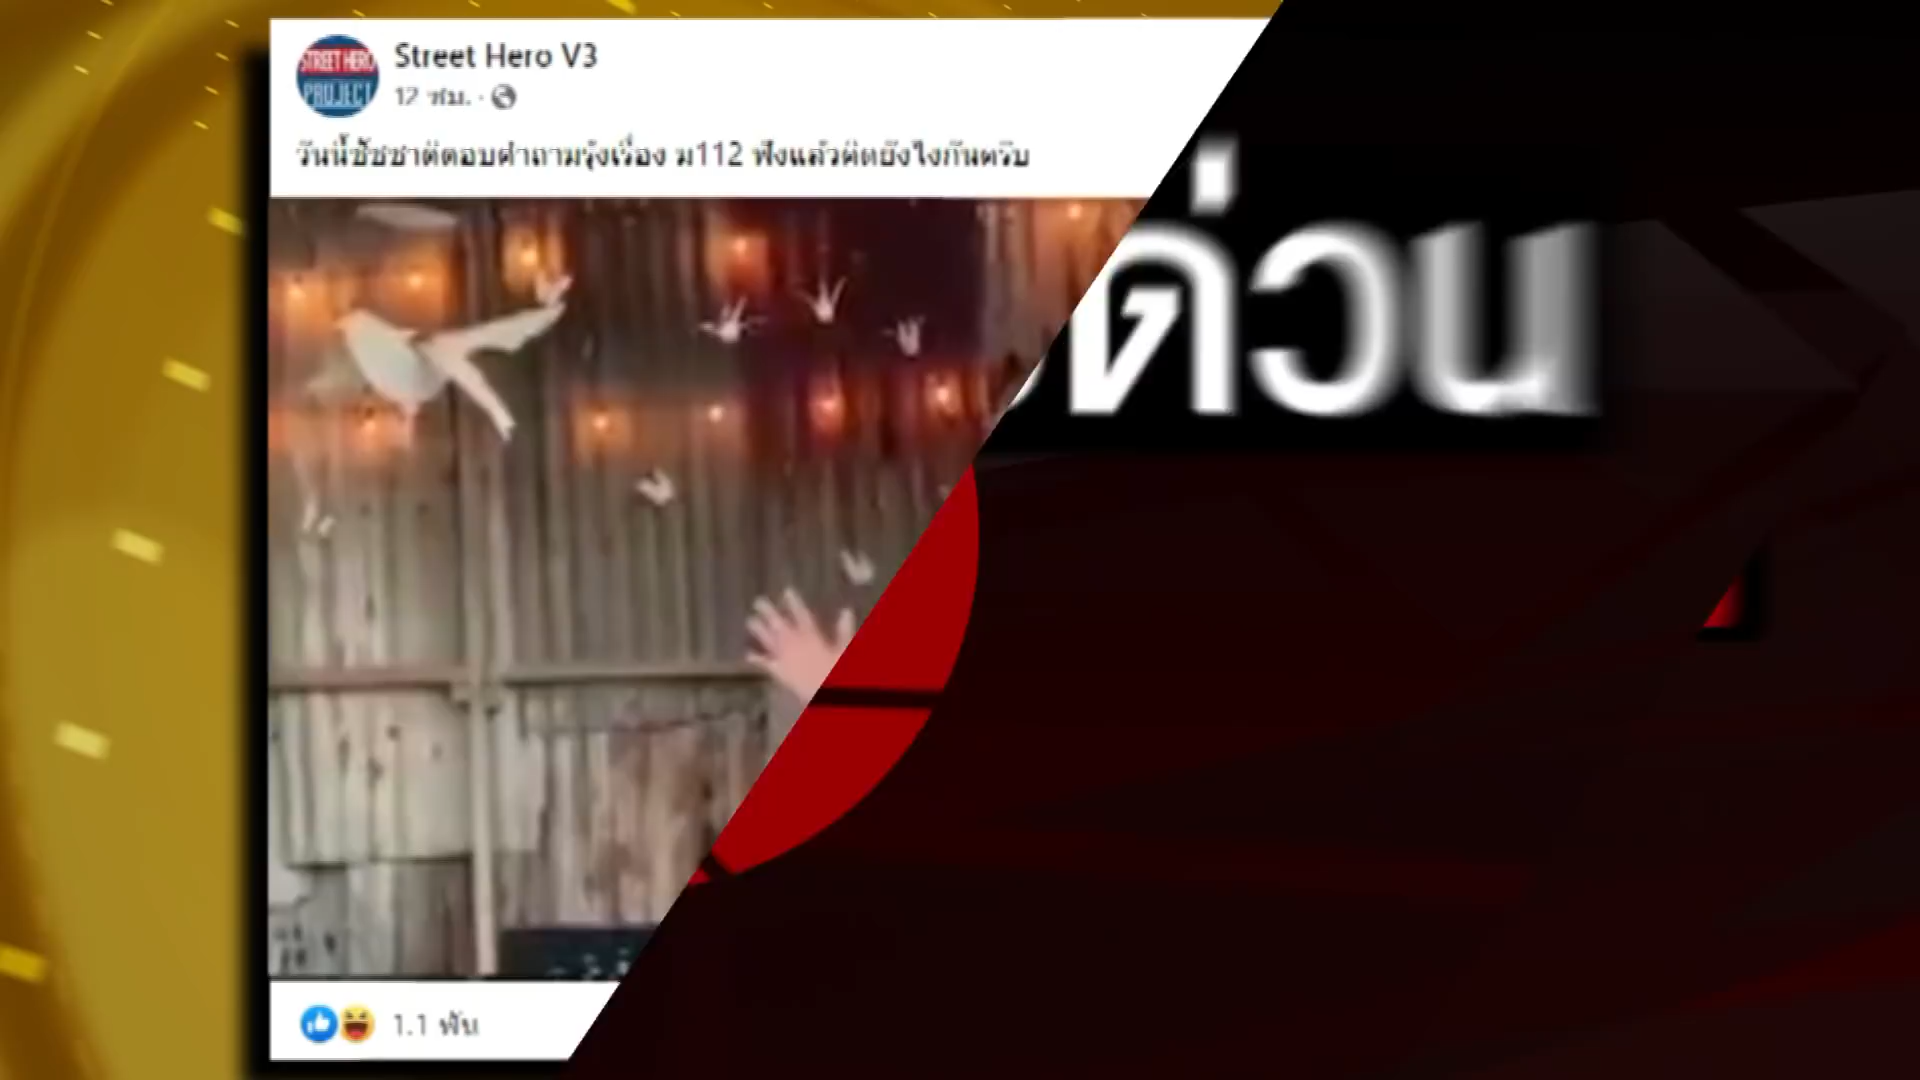 STREET HERO
PROJECT
Street Hero V3
12 ชม.
วันนี้ชัชชาติตอบคำถามรุ้งเรื่อง ม112 ฟังแล้วคิดยังไงกันครับ
ด่วน
1.1 พัน